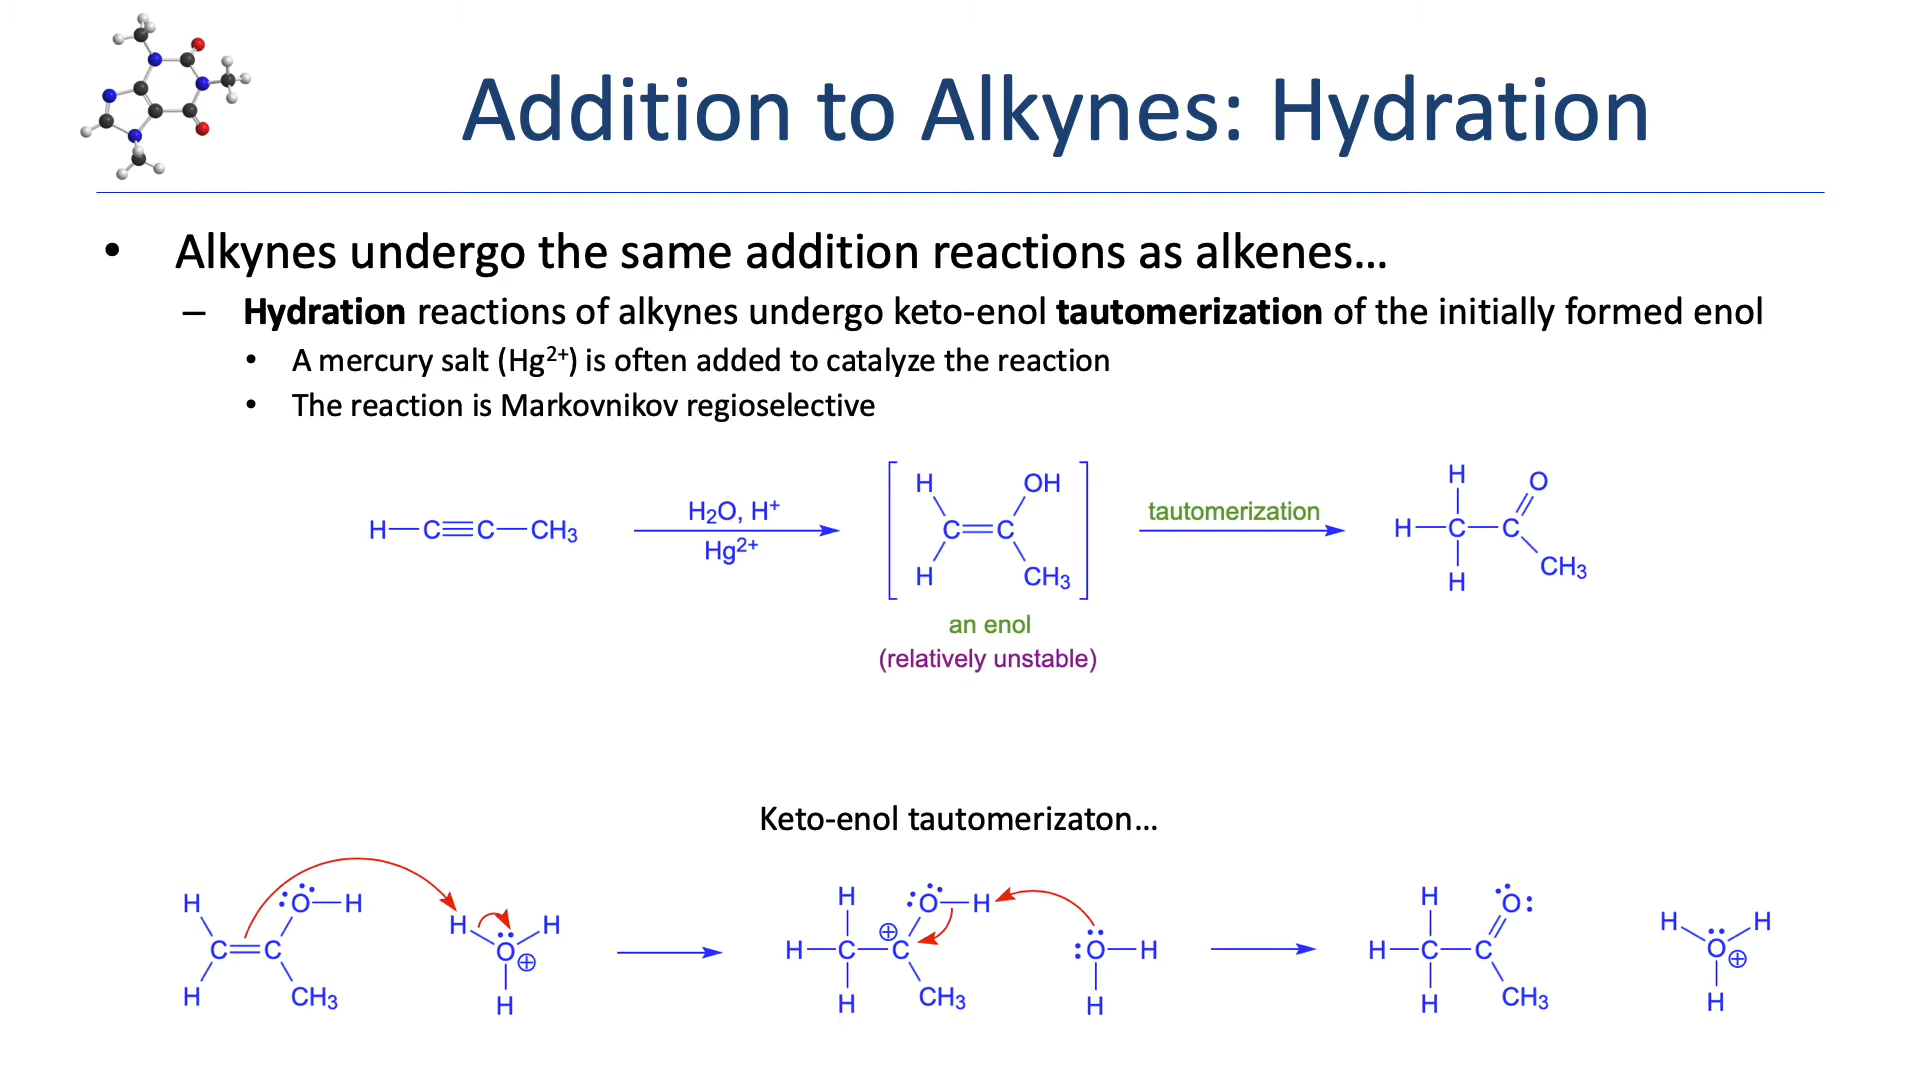 Addition to Alkynes: Hydration
• Alkynes undergo the same addition reactions as alkenes…
– Hydration reactions of alkynes undergo keto-enol tautomerization of the initially formed enol
• A mercury salt (Hg²⁺) is often added to catalyze the reaction
• The reaction is Markovnikov regioselective
H OH H O
H—C≡C—CH₃ H₂O, H⁺ C=C tautomerization H—C—C
Hg²⁺ H CH₃ H CH₃
an enol
(relatively unstable)
Keto-enol tautomerizaton…
H :Ö—H H H H :Ö—H H Ö: H H
C=C Ö⊕ H—C—C⊕ :Ö—H H—C—C Ö⊕
H CH₃ H H CH₃ H H CH₃ H